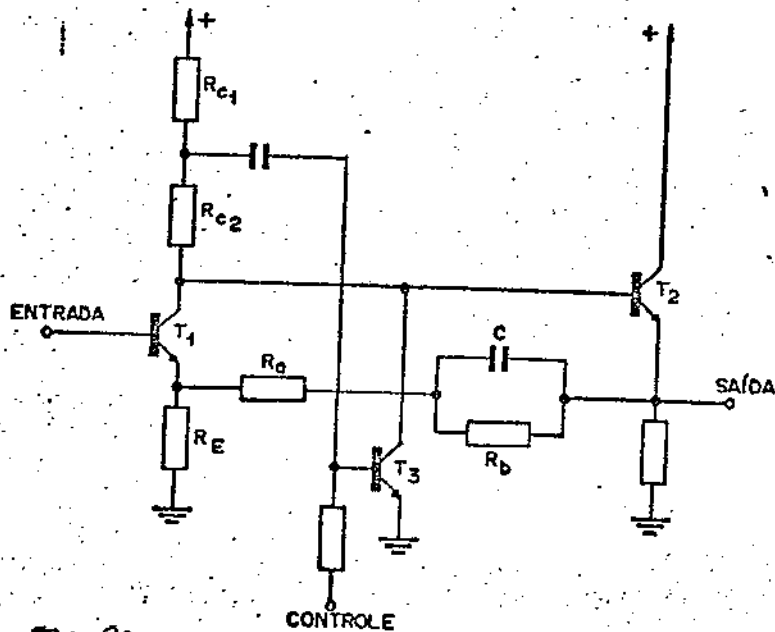 +
+
Rc1
Rc2
T2
ENTRADA
T1
C
Ra
SAÍDA
RE
Rb
T3
CONTROLE